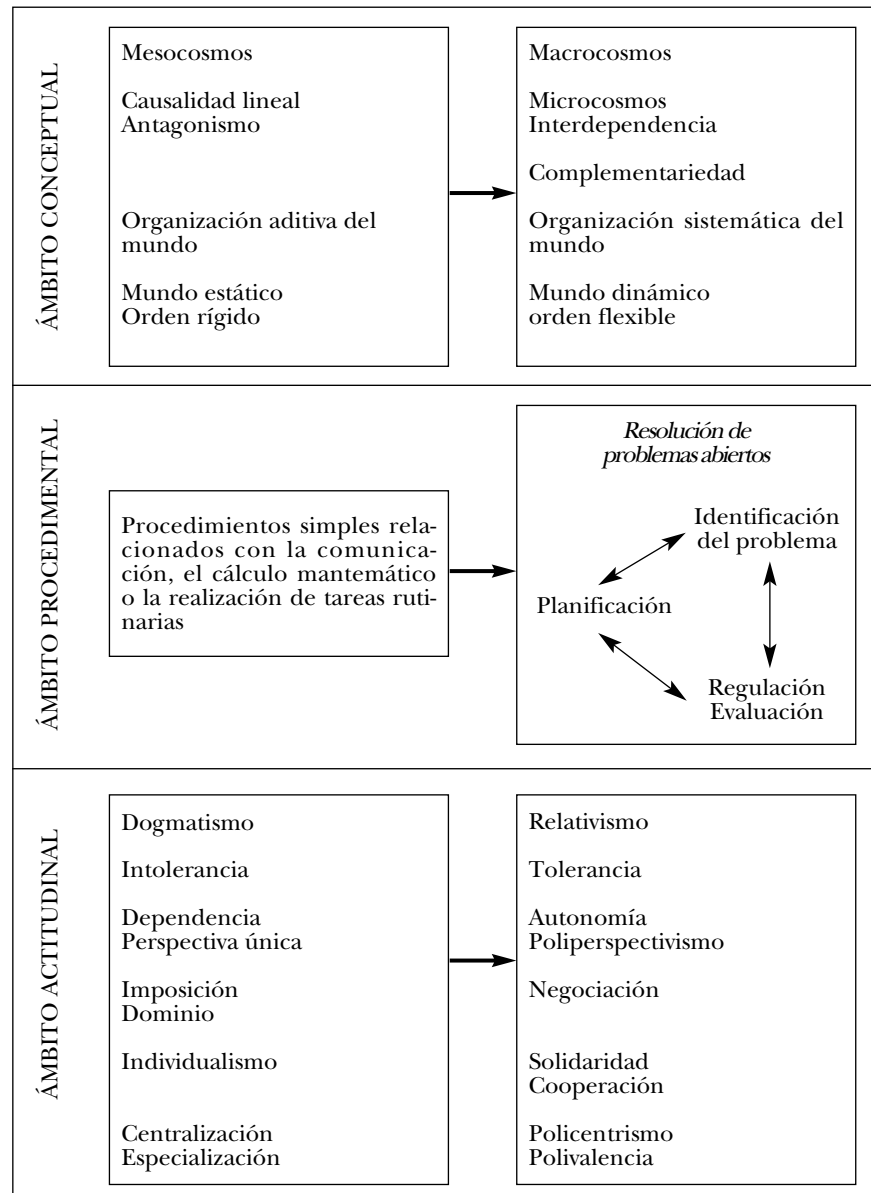 ÁMBITO CONCEPTUAL
Mesocosmos
Causalidad lineal
Antagonismo
Organización aditiva del
mundo
Mundo estático
Orden rígido
Macrocosmos
Microcosmos
Interdependencia
Complementariedad
Organización sistemática del
mundo
Mundo dinámico
orden flexible
ÁMBITO PROCEDIMENTAL
Procedimientos simples rela-
cionados con la comunica-
ción, el cálculo mantemático
o la realización de tareas ruti-
narias
Resolución de
problemas abiertos
Identificación
del problema
Planificación
Regulación
Evaluación
ÁMBITO ACTITUDINAL
Dogmatismo
Intolerancia
Dependencia
Perspectiva única
Imposición
Dominio
Individualismo
Centralización
Especialización
Relativismo
Tolerancia
Autonomía
Poliperspectivismo
Negociación
Solidaridad
Cooperación
Policentrismo
Polivalencia